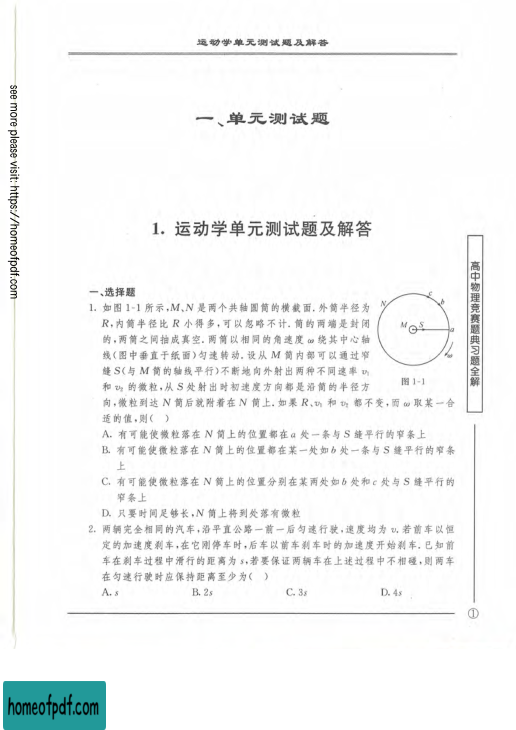 运动学单元测试题及解答
see more please visit: https://homeofpdf.com
一、单元测试题
1. 运动学单元测试题及解答
高中物理竞赛题典习题全解
一、选择题
1. 如图 1-1 所示,M、N 是两个共轴圆筒的横截面.外筒半径为
R,内筒半径比 R 小得多,可以忽略不计.筒的两端是封闭
的,两筒之间抽成真空.两筒以相同的角速度 ω 绕其中心轴
线(图中垂直于纸面)匀速转动.设从 M 筒内部可以通过窄
缝 S(与 M 筒的轴线平行)不断地向外射出两种不同速率 v₁
和 v₂ 的微粒,从 S 处射出时初速度方向都是沿筒的半径方
向,微粒到达 N 筒后就附着在 N 筒上.如果 R、v₁ 和 v₂ 都不变,而 ω 取某一合
适的值,则( )
N
c
b
M
S
a
ω
图 1-1
A. 有可能使微粒落在 N 筒上的位置都在 a 处一条与 S 缝平行的窄条上
B. 有可能使微粒落在 N 筒上的位置都在某一处如 b 处一条与 S 缝平行的窄条
上
C. 有可能使微粒落在 N 筒上的位置分别在某两处如 b 处和 c 处与 S 缝平行的
窄条上
D. 只要时间足够长,N 筒上将到处落有微粒
2. 两辆完全相同的汽车,沿平直公路一前一后匀速行驶,速度均为 v.若前车以恒
定的加速度刹车,在它刚停车时,后车以前车刹车时的加速度开始刹车.已知前
车在刹车过程中滑行的距离为 s,若要保证两辆车在上述过程中不相碰,则两车
在匀速行驶时应保持距离至少为( )
A. s B. 2s C. 3s D. 4s
①
homeofpdf.com